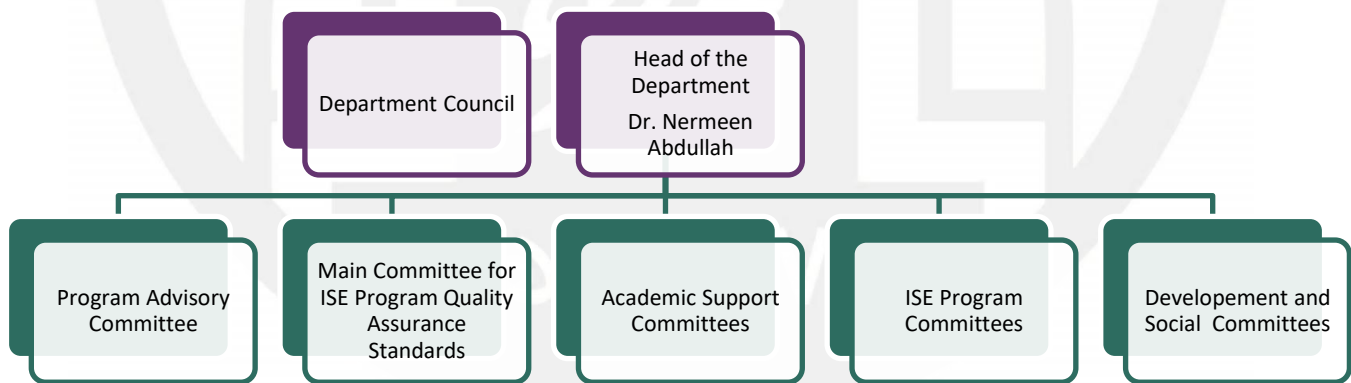 Department Council
Head of the
Department
Dr. Nermeen
Abdullah
Program Advisory
Committee
Main Committee for
ISE Program Quality
Assurance
Standards
Academic Support
Committees
ISE Program
Committees
Developement and
Social Committees